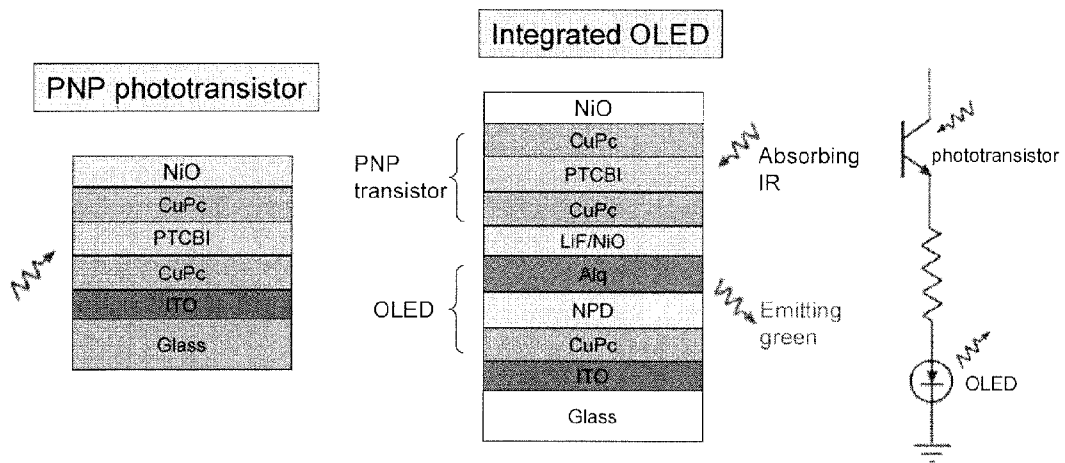 PNP phototransistor
NiO
CuPc
PTCBI
CuPc
ITO
Glass
Integrated OLED
PNP
transistor
OLED
NiO
CuPc
PTCBI
CuPc
LiF/NiO
Alq
NPD
CuPc
ITO
Glass
Absorbing
IR
Emitting
green
phototransistor
OLED